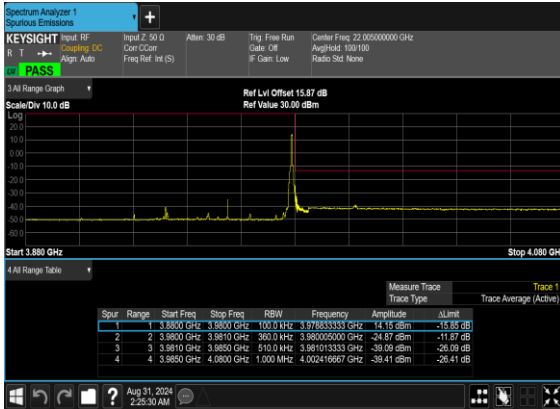 Spectrum Analyzer 1
Spurious Emissions
+
KEYSIGHT Input: RF Input Z: 50 Ω Atten: 30 dB Trig: Free Run Center Freq: 22.005000000 GHz
R T Coupling: DC Corr CCorr Gate: Off Avg|Hold: 100/100
Align: Auto Freq Ref: Int (S) IF Gain: Low Radio Std: None
PASS
3 All Range Graph
Ref Lvl Offset 15.87 dB
Scale/Div 10.0 dB Ref Value 30.00 dBm
Log
20.0
10.0
0.00
-10.0
-20.0
-30.0
-40.0
-50.0
-60.0
Start 3.880 GHz Stop 4.080 GH
4 All Range Table
Measure Trace Trace 1
Trace Type Trace Average (Active)
Spur Range Start Freq Stop Freq RBW Frequency Amplitude ΔLimit
1 1 3.8800 GHz 3.9800 GHz 100.0 kHz 3.978833333 GHz 14.15 dBm -15.85 dB
2 2 3.9800 GHz 3.9810 GHz 360.0 kHz 3.980005000 GHz -24.87 dBm -11.87 dB
3 3 3.9810 GHz 3.9850 GHz 510.0 kHz 3.981013333 GHz -39.09 dBm -26.09 dB
4 4 3.9850 GHz 4.0800 GHz 1.000 MHz 4.002416667 GHz -39.41 dBm -26.41 dB
? Aug 31, 2024
2:25:30 AM